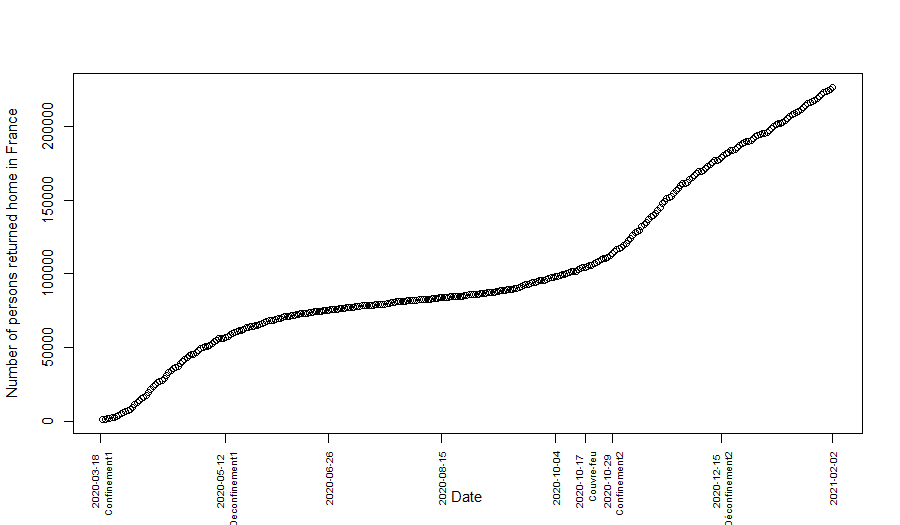 Number of persons returned home in France
200000
150000
100000
50000
0
2020-03-18
Confinement1
2020-05-12
Deconfinement1
2020-06-26
2020-08-15
2020-10-04
2020-10-17
Couvre-feu
2020-10-29
Confinement2
2020-12-15
Déconfinement2
2021-02-02
Date